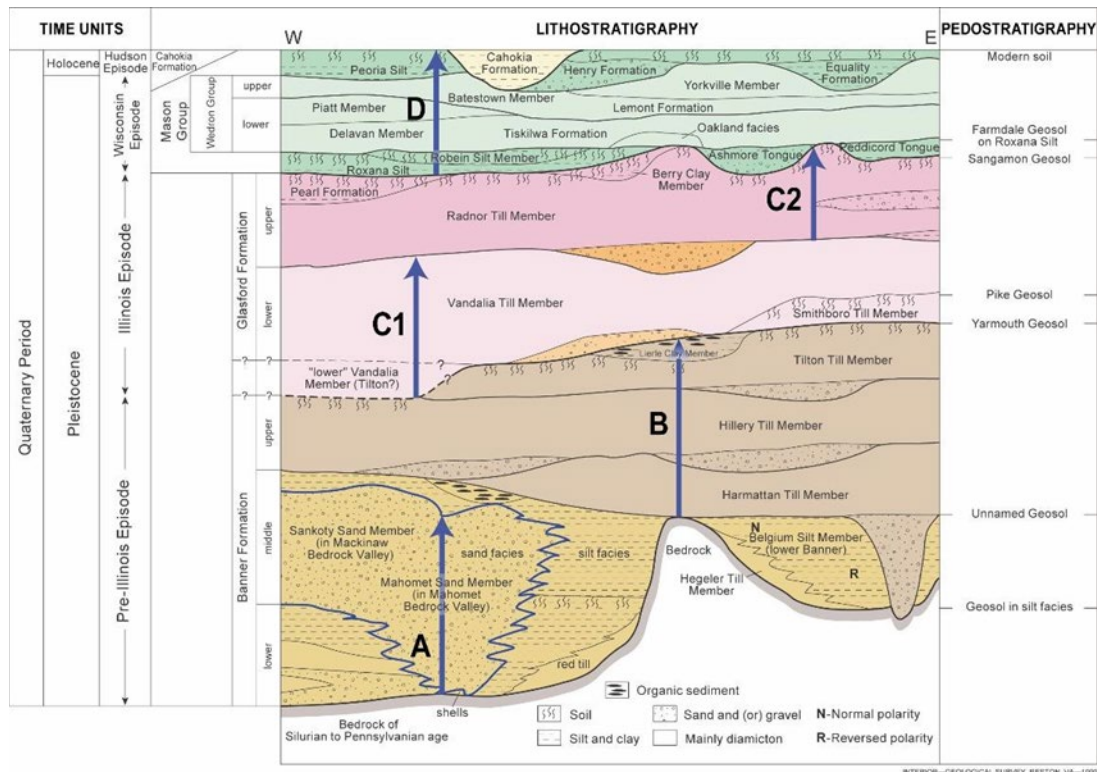 TIME UNITS
LITHOSTRATIGRAPHY
PEDOSTRATIGRAPHY
W
E
Holocene
Hudson
Episode
Cahokia
Formation
Peoria Silt
Cahokia
Formation
Henry Formation
Equality
Formation
Modern soil
Quaternary Period
Pleistocene
Wisconsin
Episode
Mason
Group
Wedron Group
upper
lower
D
Batestown Member
Yorkville Member
Piatt Member
Lemont Formation
Delavan Member
Tiskilwa Formation
Oakland facies
Robein Silt Member
Roxana Silt
Ashmore Tongue
Peddicord Tongue
Farmdale Geosol
on Roxana Silt
Sangamon Geosol
Illinois Episode
Glasford Formation
upper
lower
Pearl Formation
Berry Clay
Member
Radnor Till Member
C2
C1
Vandalia Till Member
Smithboro Till Member
Pike Geosol
Yarmouth Geosol
?
?
?
?
?
?
"lower" Vandalia
Member (Tilton?)
Lierle Clay Member
Tilton Till Member
Pre-Illinois Episode
Banner Formation
upper
middle
lower
B
Hillery Till Member
Harmattan Till Member
Unnamed Geosol
Sankoty Sand Member
(in Mackinaw
Bedrock Valley)
sand facies
silt facies
Bedrock
N
Belgium Silt Member
(lower Banner)
R
Hegeler Till
Member
Mahomet Sand Member
(in Mahomet
Bedrock Valley)
Geosol in silt facies
A
red till
shells
Bedrock of
Silurian to Pennsylvanian age
Organic sediment
Soil
Sand and (or) gravel
N-Normal polarity
Silt and clay
Mainly diamicton
R-Reversed polarity
INTERIOR—GEOLOGICAL SURVEY, RESTON, VA—1999